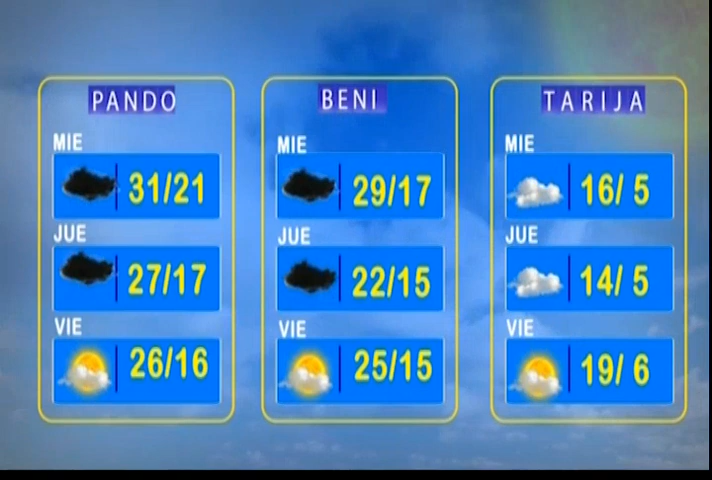 PANDO
MIE
31/21
JUE
27/17
VIE
26/16
BENI
MIE
29/17
JUE
22/15
VIE
25/15
TARIJA
MIE
16/ 5
JUE
14/ 5
VIE
19/ 6